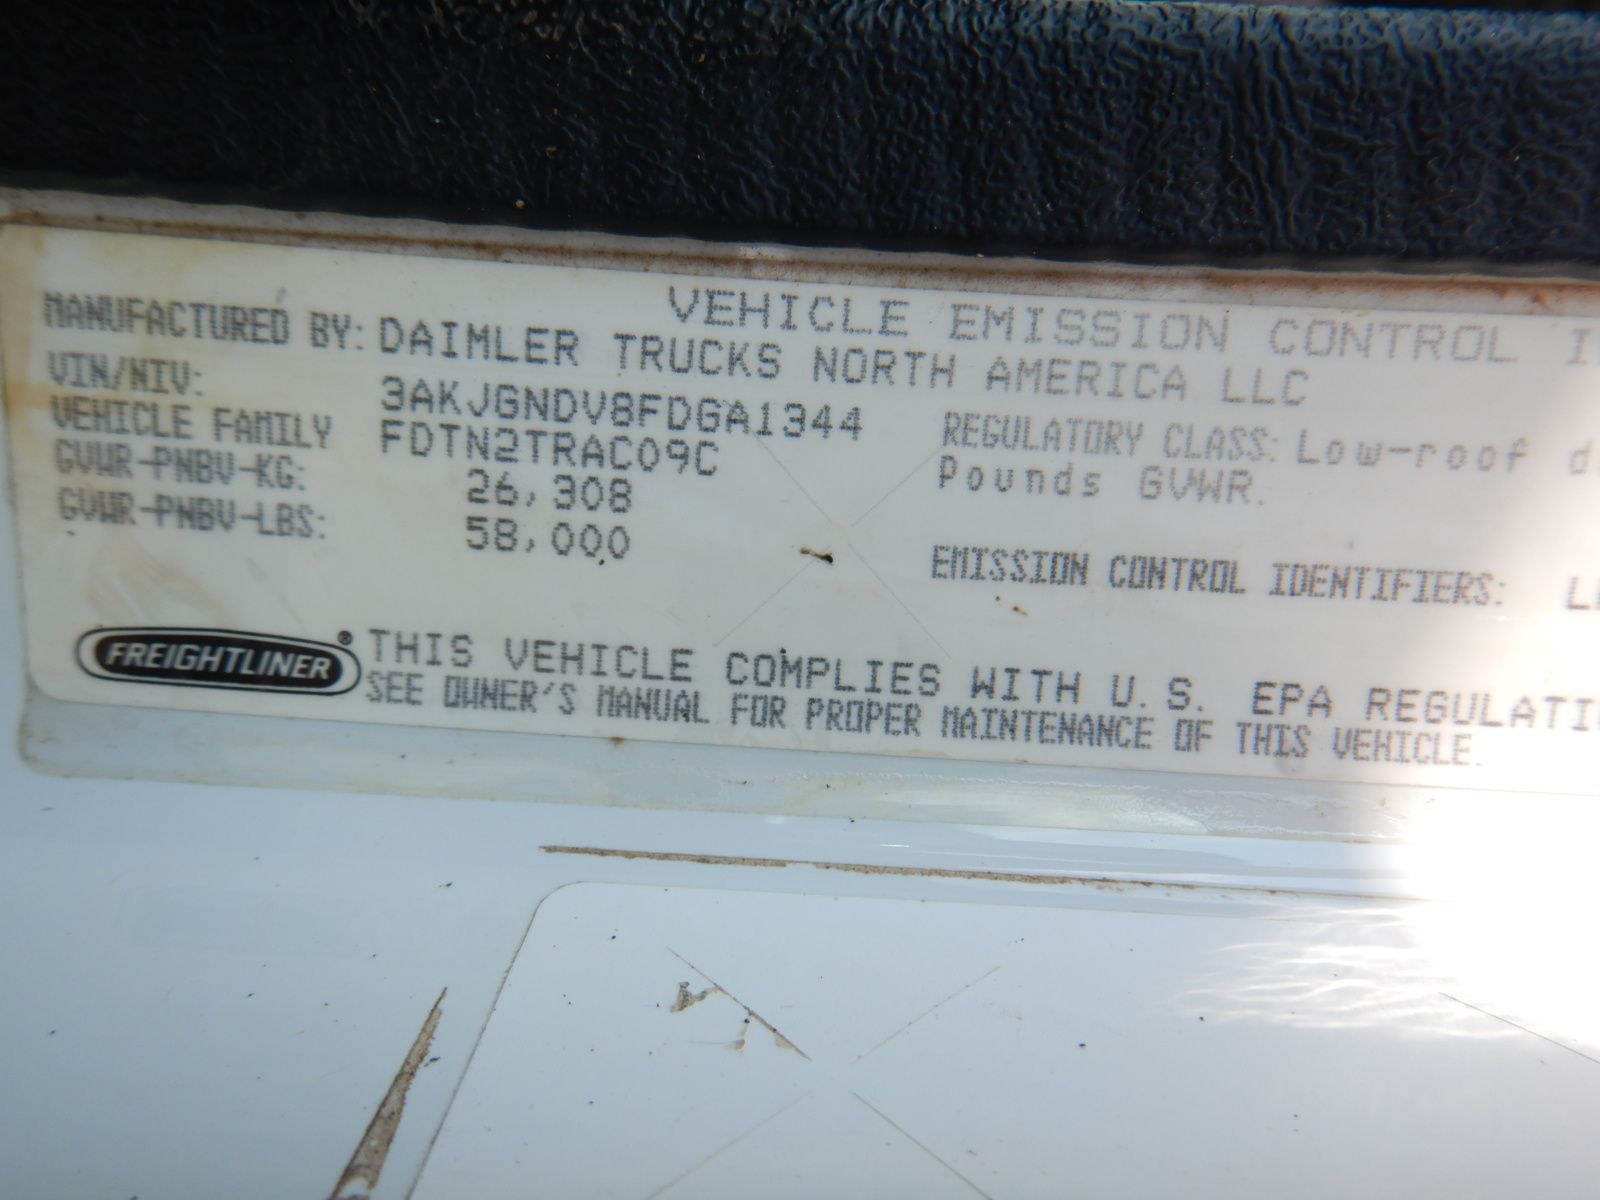 VEHICLE EMISSION CONTROL
MANUFACTURED BY: DAIMLER TRUCKS NORTH AMERICA LLC
VIN/NIV: 3AKJGNDV8FDGA1344
VEHICLE FAMILY FDTN2TRAC09C
GVWR-PNBV-KG: 26,308
GVWR-PNBV-LBS: 58,000
REGULATORY CLASS: Low-roof
Pounds GVWR.
EMISSION CONTROL IDENTIFIERS:
FREIGHTLINER®
THIS VEHICLE COMPLIES WITH U.S. EPA REGULATI
SEE OWNER'S MANUAL FOR PROPER MAINTENANCE OF THIS VEHICLE.